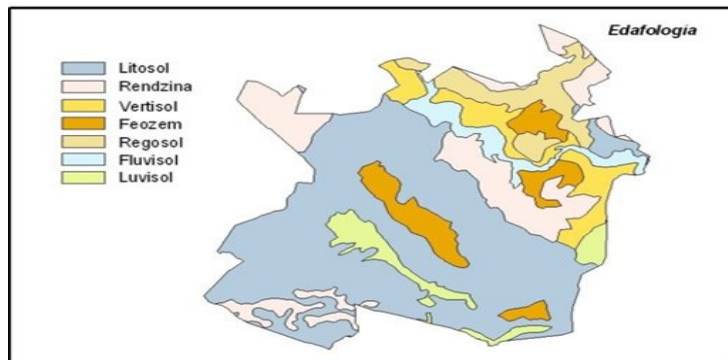 Edafología
Litosol
Rendzina
Vertisol
Feozem
Regosol
Fluvisol
Luvisol